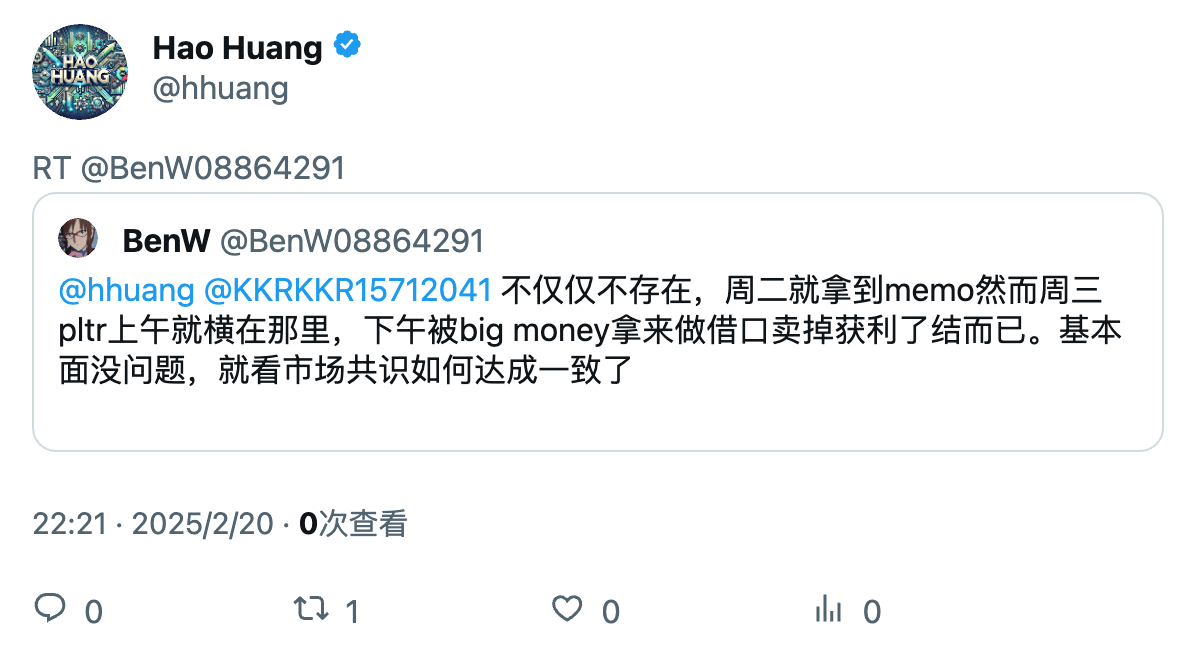 HAO
HUANG
Hao Huang
@hhuang
RT @BenW08864291
BenW @BenW08864291
@hhuang @KKRKKR15712041 不仅仅不存在，周二就拿到memo然而周三
pltr上午就横在那里，下午被big money拿来做借口卖掉获利了结而已。基本
面没问题，就看市场共识如何达成一致了
22:21 · 2025/2/20 · 0次查看
0
1
0
0